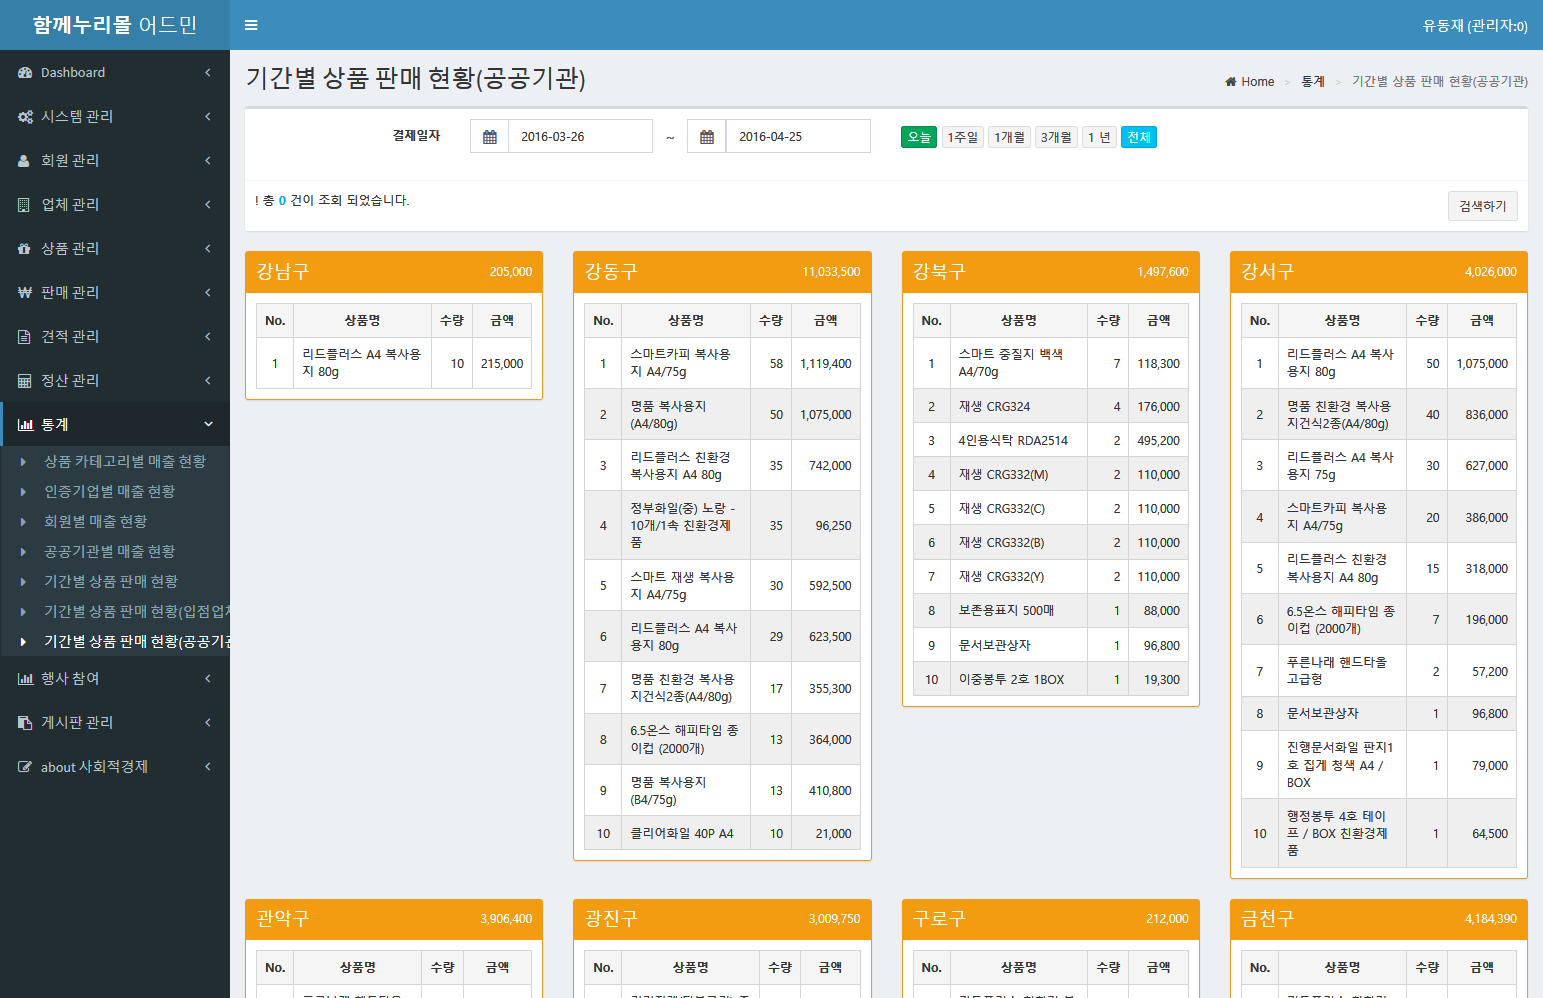 함께누리몰 어드민
유동재 (관리자:0)
Dashboard
시스템 관리
회원 관리
업체 관리
상품 관리
판매 관리
견적 관리
정산 관리
통계
상품 카테고리별 매출 현황
인증기업별 매출 현황
회원별 매출 현황
공공기관별 매출 현황
기간별 상품 판매 현황
기간별 상품 판매 현황(입점업
기간별 상품 판매 현황(공공기
행사 참여
게시판 관리
about 사회적경제
기간별 상품 판매 현황(공공기관)
Home > 통계 > 기간별 상품 판매 현황(공공기관)
결제일자 2016-03-26 ~ 2016-04-25 오늘 1주일 1개월 3개월 1 년 전체
! 총 0 건이 조회 되었습니다.
검색하기
강남구 205,000
No. 상품명 수량 금액
1 리드플러스 A4 복사용
지 80g 10 215,000
강동구 11,033,500
No. 상품명 수량 금액
1 스마트카피 복사용
지 A4/75g 58 1,119,400
2 명품 복사용지
(A4/80g) 50 1,075,000
3 리드플러스 친환경
복사용지 A4 80g 35 742,000
4 정부화일(중) 노랑 -
10개/1속 친환경제
품 35 96,250
5 스마트 재생 복사용
지 A4/75g 30 592,500
6 리드플러스 A4 복사
용지 80g 29 623,500
7 명품 친환경 복사용
지건식2종(A4/80g) 17 355,300
8 6.5온스 해피타임 종
이컵 (2000개) 13 364,000
9 명품 복사용지
(B4/75g) 13 410,800
10 클리어화일 40P A4 10 21,000
강북구 1,497,600
No. 상품명 수량 금액
1 스마트 중질지 백색
A4/70g 7 118,300
2 재생 CRG324 4 176,000
3 4인용식탁 RDA2514 2 495,200
4 재생 CRG332(M) 2 110,000
5 재생 CRG332(C) 2 110,000
6 재생 CRG332(B) 2 110,000
7 재생 CRG332(Y) 2 110,000
8 보존용표지 500매 1 88,000
9 문서보관상자 1 96,800
10 이중봉투 2호 1BOX 1 19,300
강서구 4,026,000
No. 상품명 수량 금액
1 리드플러스 A4 복사
용지 80g 50 1,075,000
2 명품 친환경 복사용
지건식2종(A4/80g) 40 836,000
3 리드플러스 A4 복사
용지 75g 30 627,000
4 스마트카피 복사용
지 A4/75g 20 386,000
5 리드플러스 친환경
복사용지 A4 80g 15 318,000
6 6.5온스 해피타임 종
이컵 (2000개) 7 196,000
7 푸른나래 핸드타올
고급형 2 57,200
8 문서보관상자 1 96,800
9 진행문서화일 판지1
호 집게 청색 A4 /
BOX 1 79,000
10 행정봉투 4호 테이
프 / BOX 친환경제
품 1 64,500
관악구 3,906,400
No. 상품명 수량 금액
광진구 3,009,750
No. 상품명 수량 금액
구로구 212,000
No. 상품명 수량 금액
금천구 4,184,390
No. 상품명 수량 금액